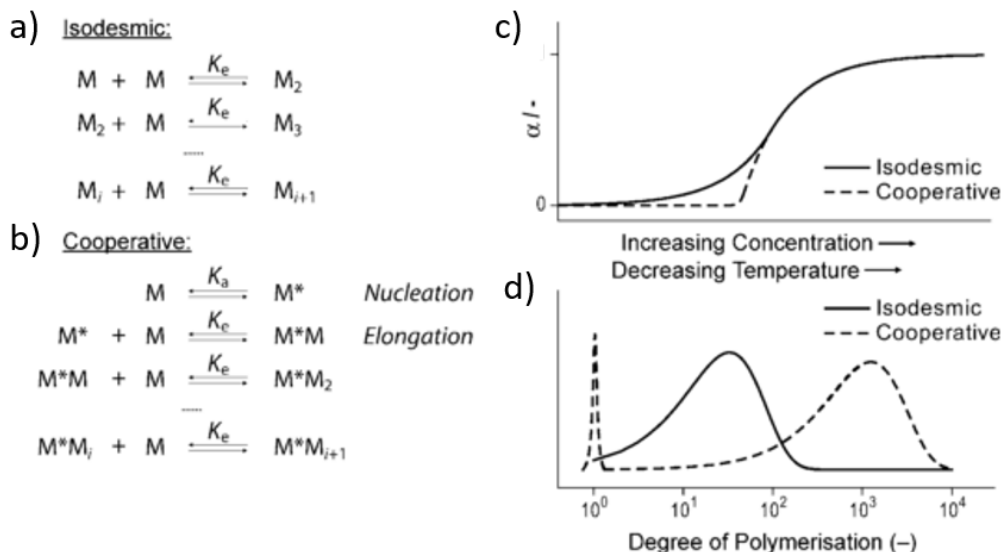 a) Isodesmic:
M + M Ke M2
M2 + M Ke M3
.....
Mi + M Ke Mi+1
b) Cooperative:
M Ka M* Nucleation
M* + M Ke M*M Elongation
M*M + M Ke M*M2
.....
M*Mi + M Ke M*Mi+1
c)
α / -
0
Isodesmic
Cooperative
Increasing Concentration
Decreasing Temperature
d)
Isodesmic
Cooperative
10^0 10^1 10^2 10^3 10^4
Degree of Polymerisation (–)